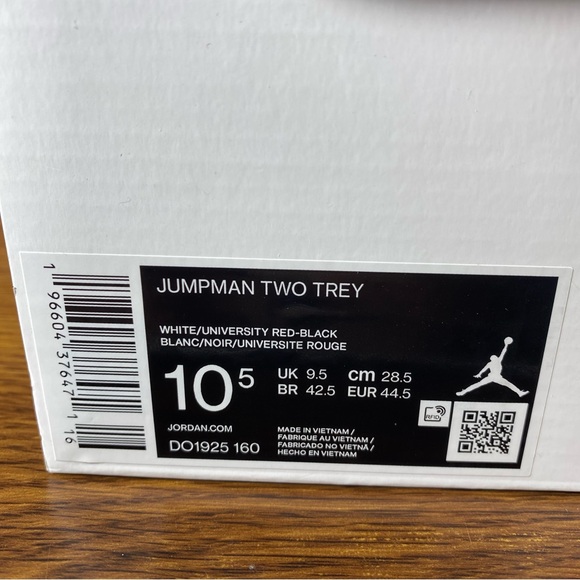 JUMPMAN TWO TREY
WHITE/UNIVERSITY RED-BLACK
BLANC/NOIR/UNIVERSITE ROUGE
10 5
UK 9.5 cm 28.5
BR 42.5 EUR 44.5
JORDAN.COM
DO1925 160
MADE IN VIETNAM/
FABRIQUE AU VIETNAM/
FABRICADO NO VIETNÃ/
HECHO EN VIETNAM
RFID
1 96604 37647 1 16